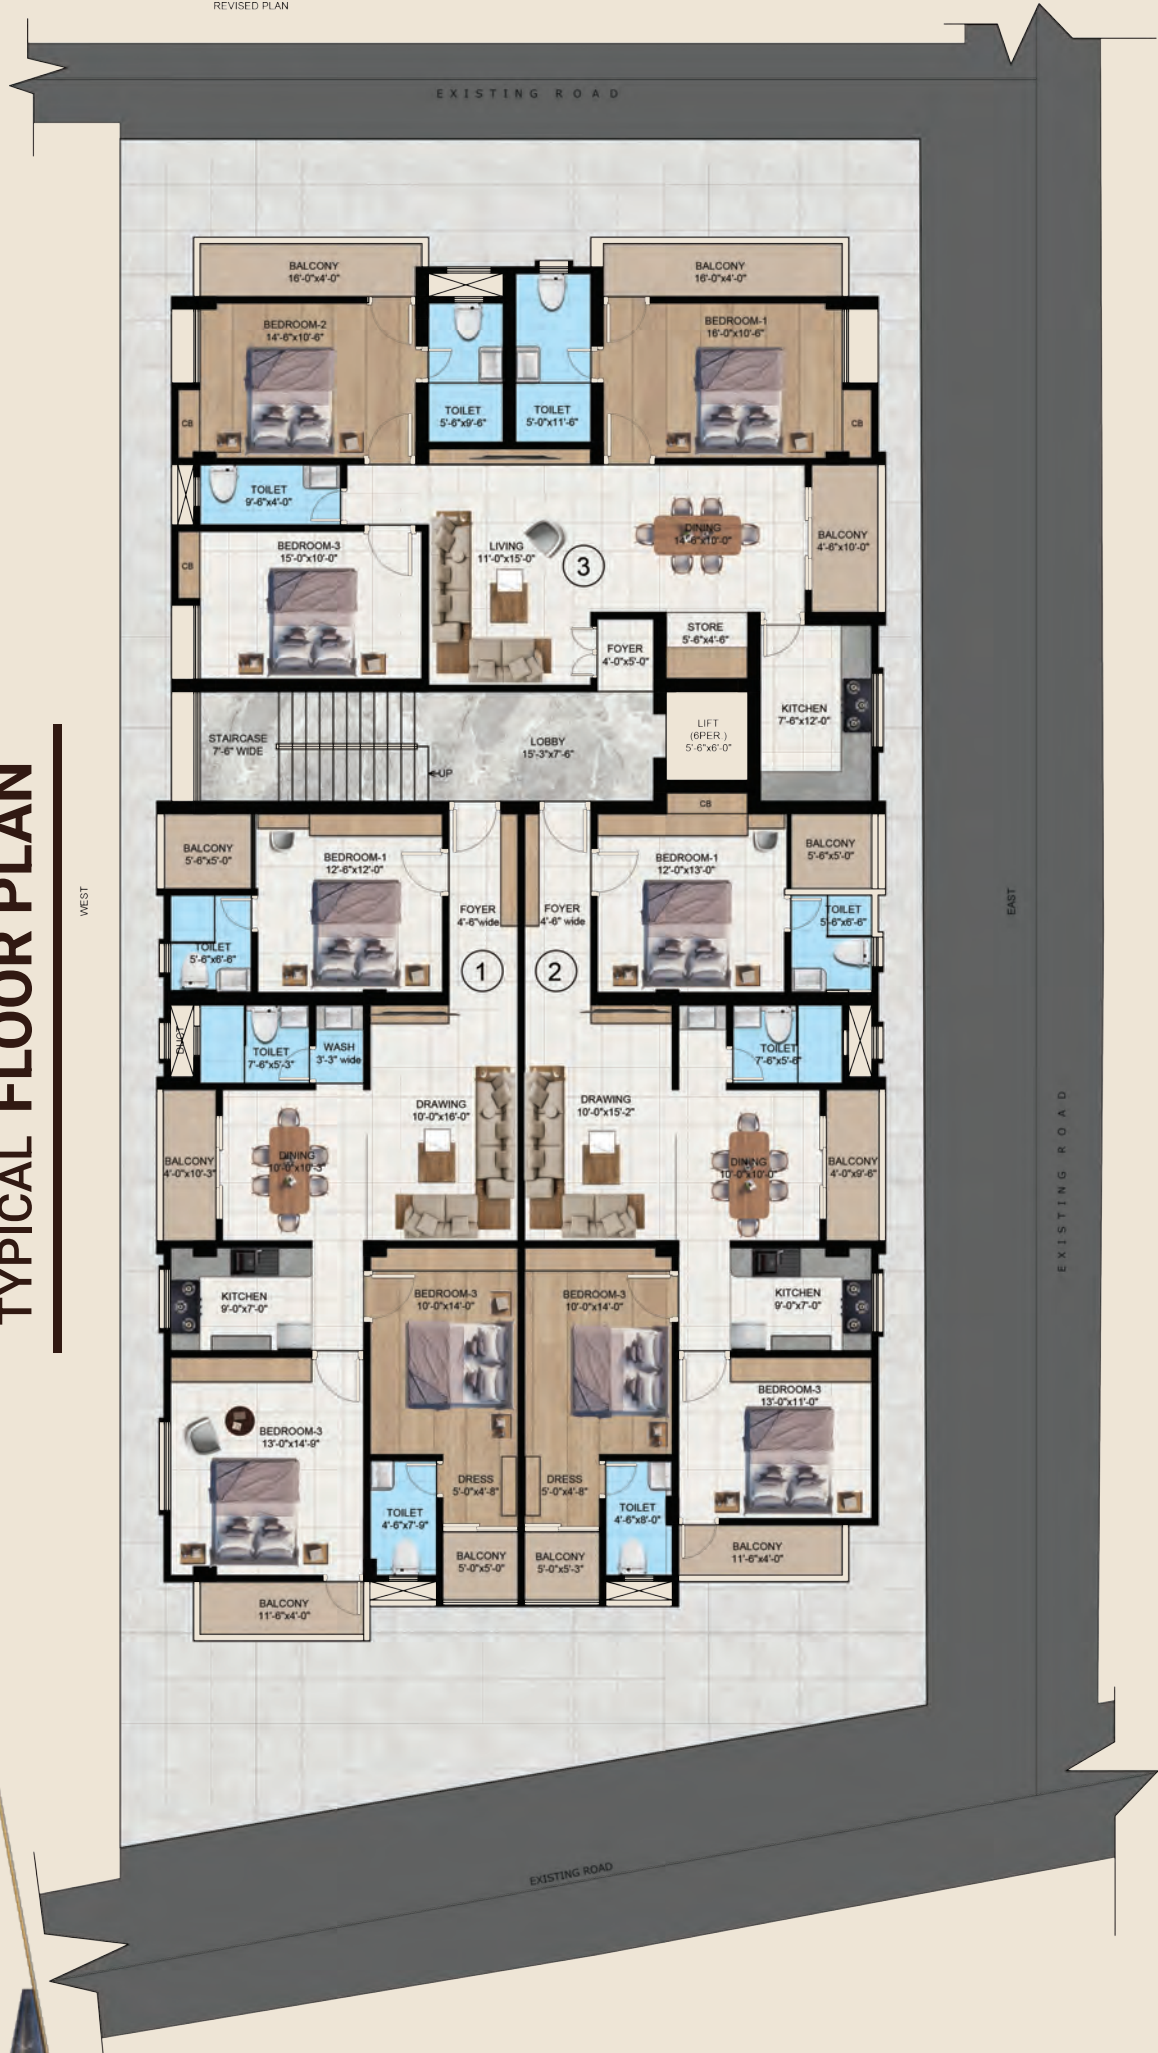 REVISED PLAN
EXISTING ROAD
BALCONY
16'-0"x4'-0"
BALCONY
16'-0"x4'-0"
BEDROOM-2
14'-6"x10'-6"
BEDROOM-1
16'-0"x10'-6"
CB
TOILET
5'-6"x9'-6"
TOILET
5'-0"x11'-6"
CB
TOILET
9'-6"x4'-0"
BEDROOM-3
15'-0"x10'-0"
CB
LIVING
11'-0"x15'-0"
3
DINING
14'-6"x10'-0"
BALCONY
4'-6"x10'-0"
STORE
5'-6"x4'-6"
FOYER
4'-0"x5'-0"
KITCHEN
7'-6"x12'-0"
STAIRCASE
7'-6" WIDE
UP
LOBBY
15'-3"x7'-6"
LIFT
(6PER.)
5'-6"x6'-0"
CB
BALCONY
5'-6"x5'-0"
BEDROOM-1
12'-6"x12'-0"
BEDROOM-1
12'-0"x13'-0"
BALCONY
5'-6"x5'-0"
FOYER
4'-6"wide
FOYER
4'-6" wide
TOILET
5'-6"x6'-6"
TOILET
5'-6"x6'-6"
1
2
WEST
EAST
TYPICAL FLOOR PLAN
DUCT
TOILET
7'-6"x5'-3"
WASH
3'-3" wide
TOILET
7'-6"x5'-6"
DRAWING
10'-0"x16'-0"
DRAWING
10'-0"x15'-2"
BALCONY
4'-0"x10'-3"
DINING
10'-0"x10'-3"
DINING
10'-0"x10'-0"
BALCONY
4'-0"x9'-6"
EXISTING ROAD
KITCHEN
9'-0"x7'-0"
BEDROOM-3
10'-0"x14'-0"
BEDROOM-3
10'-0"x14'-0"
KITCHEN
9'-0"x7'-0"
BEDROOM-3
13'-0"x14'-9"
BEDROOM-3
13'-0"x11'-0"
DRESS
5'-0"x4'-8"
DRESS
5'-0"x4'-8"
TOILET
4'-6"x7'-9"
TOILET
4'-6"x8'-0"
BALCONY
5'-0"x5'-0"
BALCONY
5'-0"x5'-3"
BALCONY
11'-6"x4'-0"
BALCONY
11'-6"x4'-0"
EXISTING ROAD